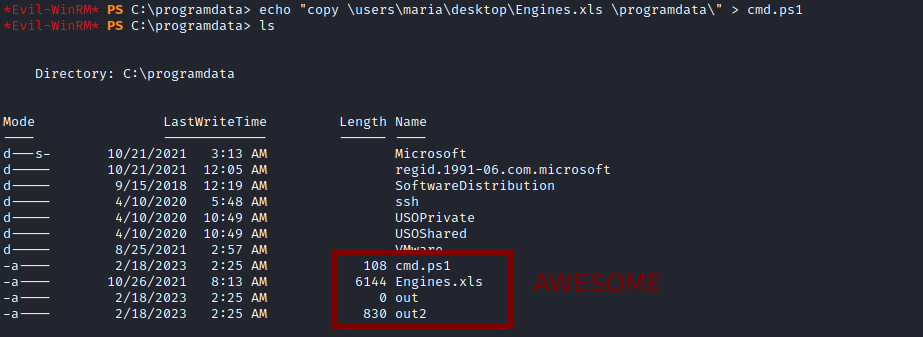 *Evil-WinRM* PS C:\programdata> echo "copy \users\maria\desktop\Engines.xls \programdata\" > cmd.ps1
*Evil-WinRM* PS C:\programdata> ls
Directory: C:\programdata
Mode LastWriteTime Length Name
---- ------------- ------ ----
d---s- 10/21/2021 3:13 AM Microsoft
d----- 10/21/2021 12:05 AM regid.1991-06.com.microsoft
d----- 9/15/2018 12:19 AM SoftwareDistribution
d----- 4/10/2020 5:48 AM ssh
d----- 4/10/2020 10:49 AM USOPrivate
d----- 4/10/2020 10:49 AM USOShared
d----- 8/25/2021 2:57 AM VMware
-a---- 2/18/2023 2:25 AM 108 cmd.ps1
-a---- 10/26/2021 8:13 AM 6144 Engines.xls AWESOME
-a---- 2/18/2023 2:25 AM 0 out
-a---- 2/18/2023 2:25 AM 830 out2